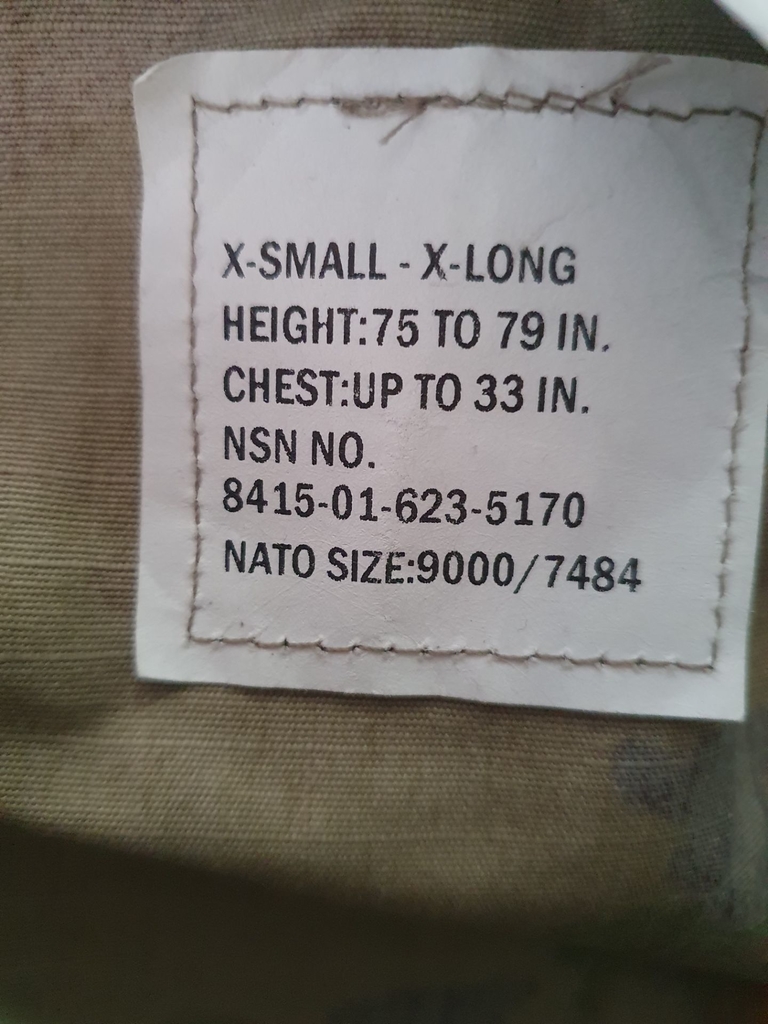 X-SMALL - X-LONG
HEIGHT:75 TO 79 IN.
CHEST:UP TO 33 IN.
NSN NO.
8415-01-623-5170
NATO SIZE:9000/7484